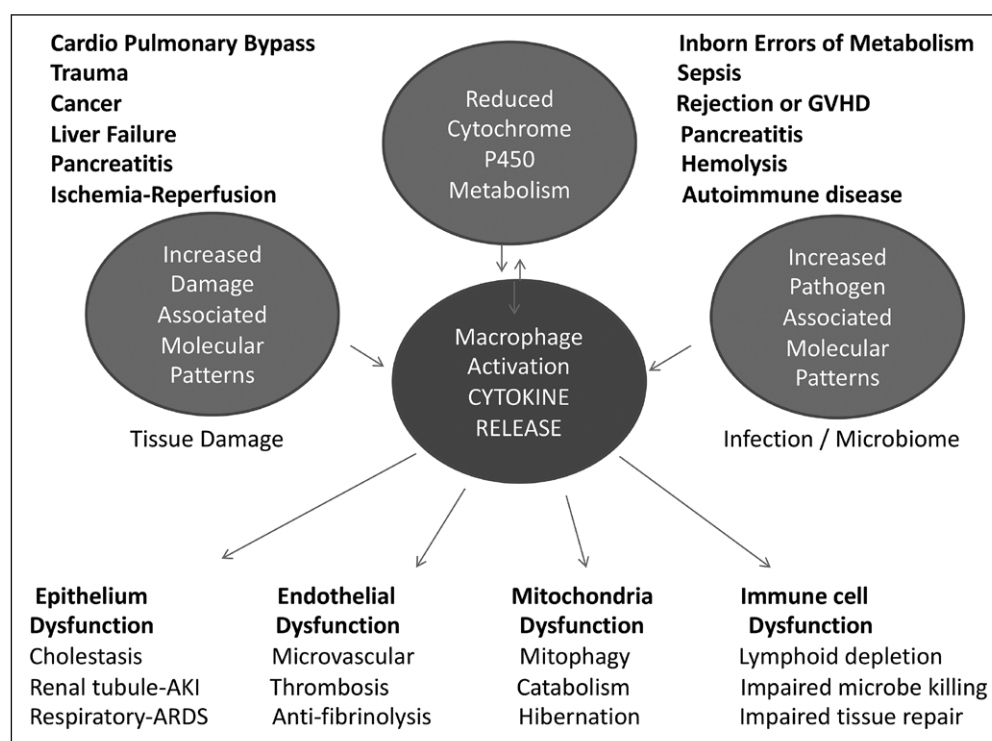 Cardio Pulmonary Bypass
Trauma
Cancer
Liver Failure
Pancreatitis
Ischemia-Reperfusion
Reduced
Cytochrome
P450
Metabolism
Inborn Errors of Metabolism
Sepsis
Rejection or GVHD
Pancreatitis
Hemolysis
Autoimmune disease
Increased
Damage
Associated
Molecular
Patterns
Tissue Damage
Macrophage
Activation
CYTOKINE
RELEASE
Increased
Pathogen
Associated
Molecular
Patterns
Infection / Microbiome
Epithelium
Dysfunction
Cholestasis
Renal tubule-AKI
Respiratory-ARDS
Endothelial
Dysfunction
Microvascular
Thrombosis
Anti-fibrinolysis
Mitochondria
Dysfunction
Mitophagy
Catabolism
Hibernation
Immune cell
Dysfunction
Lymphoid depletion
Impaired microbe killing
Impaired tissue repair